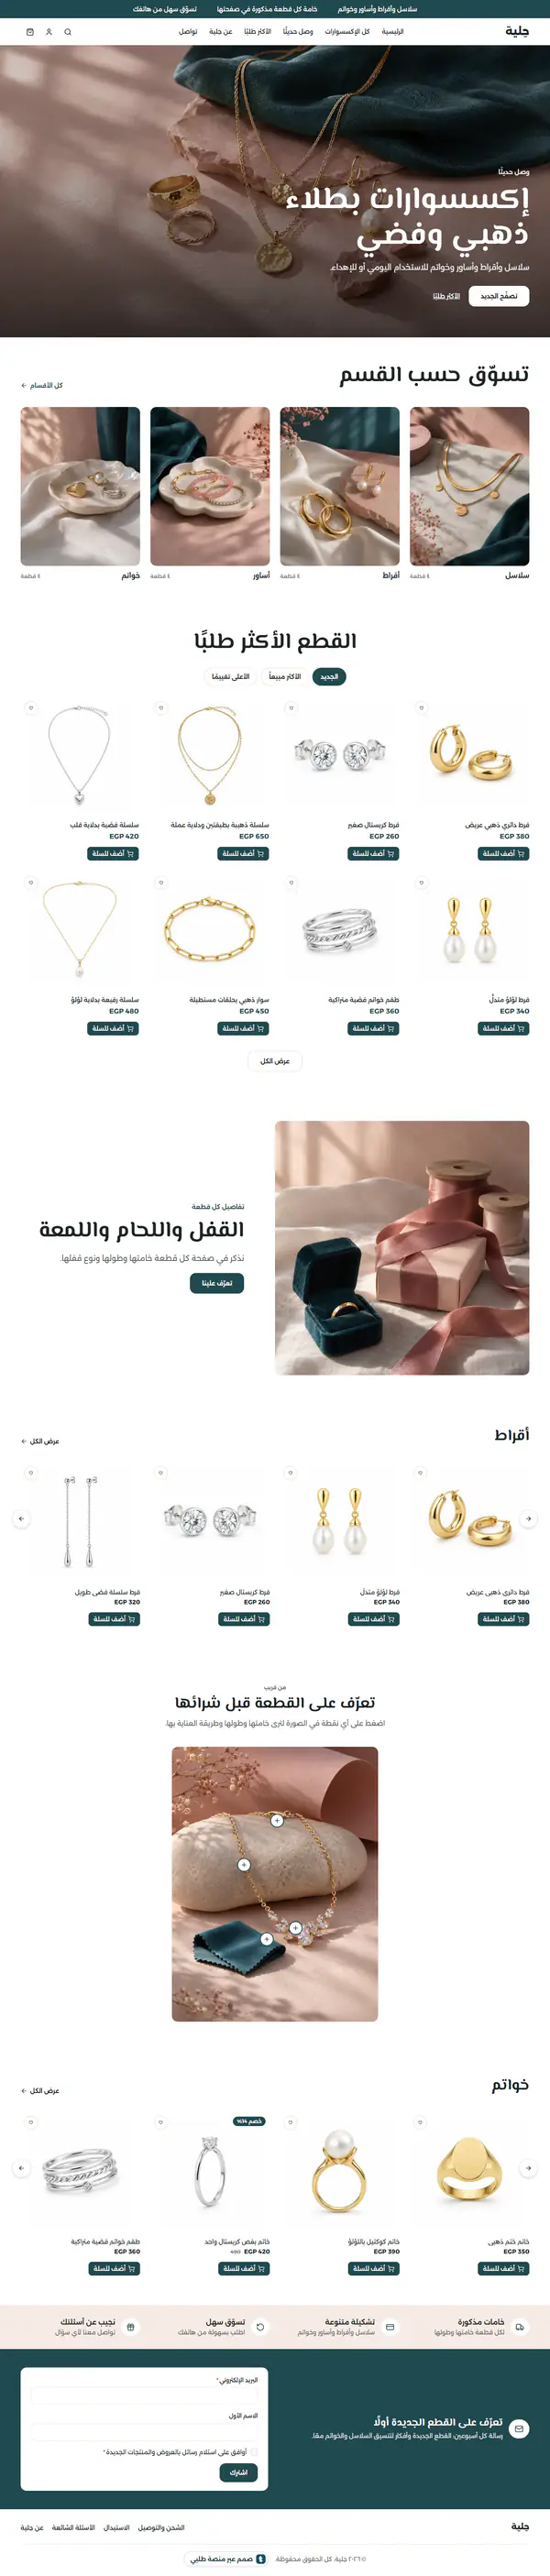 سلاسل وأقراط وأساور وخواتم
خامة كل قطعة مذكورة في صفحتها
تسوّق سهل من هاتفك
جلية
الرئيسية
كل الإكسسوارات
وصل حديثًا
الأكثر طلبًا
عن جلية
تواصل
وصل حديثًا
إكسسوارات بطلاء
ذهبي وفضي
سلاسل وأقراط وأساور وخواتم للاستخدام اليومي أو للإهداء.
تصفّح الجديد
الأكثر طلبًا
تسوّق حسب القسم
كل الأقسام ←
سلاسل
٤ قطعة
أقراط
٤ قطعة
أساور
٤ قطعة
خواتم
٤ قطعة
القطع الأكثر طلبًا
الجديد
الأكثر مبيعاً
الأعلى تقييمًا
قرط دائري ذهبي عريض
EGP 380
أضف للسلة
قرط كريستال صغير
EGP 260
أضف للسلة
سلسلة ذهبية بطبقتين ودلاية عملة
EGP 650
أضف للسلة
سلسلة فضية بدلاية قلب
EGP 420
أضف للسلة
قرط لؤلؤ متدلٍّ
EGP 340
أضف للسلة
طقم خواتم فضية متراكبة
EGP 360
أضف للسلة
سوار ذهبي بحلقات مستطيلة
EGP 450
أضف للسلة
سلسلة رفيعة بدلاية لؤلؤ
EGP 480
أضف للسلة
عرض الكل
تفاصيل كل قطعة
القفل واللحام واللمعة
نذكر في صفحة كل قطعة خامتها وطولها ونوع قفلها.
تعرّف علينا
أقراط
عرض الكل ←
قرط دائري ذهبي عريض
EGP 380
أضف للسلة
قرط لؤلؤ متدلٍّ
EGP 340
أضف للسلة
قرط كريستال صغير
EGP 260
أضف للسلة
قرط سلسلة فضي طويل
EGP 320
أضف للسلة
من قريب
تعرّف على القطعة قبل شرائها
اضغط على أي نقطة في الصورة لترى خامتها وطولها وطريقة العناية بها.
خواتم
عرض الكل ←
خاتم ختم ذهبي
EGP 350
أضف للسلة
خاتم كوكتيل باللؤلؤ
EGP 390
أضف للسلة
خصم 14%
خاتم بفص كريستال واحد
EGP 420 490
أضف للسلة
طقم خواتم فضية متراكبة
EGP 360
أضف للسلة
خامات مذكورة
لكل قطعة خامتها وطولها
تشكيلة متنوعة
سلاسل وأقراط وأساور وخواتم
تسوّق سهل
اطلب بسهولة من هاتفك
نجيب عن أسئلتك
تواصل معنا لأي سؤال
تعرّف على القطع الجديدة أولًا
رسالة كل أسبوعين: القطع الجديدة وأفكار لتنسيق السلاسل والخواتم معًا.
البريد الإلكتروني *
الاسم الأول
أوافق على استلام رسائل بالعروض والمنتجات الجديدة *
اشترك
جلية
الشحن والتوصيل
الاستبدال
الأسئلة الشائعة
عن جلية
© ٢٠٢٦ جلية. كل الحقوق محفوظة.
صمم عبر منصة طلبي